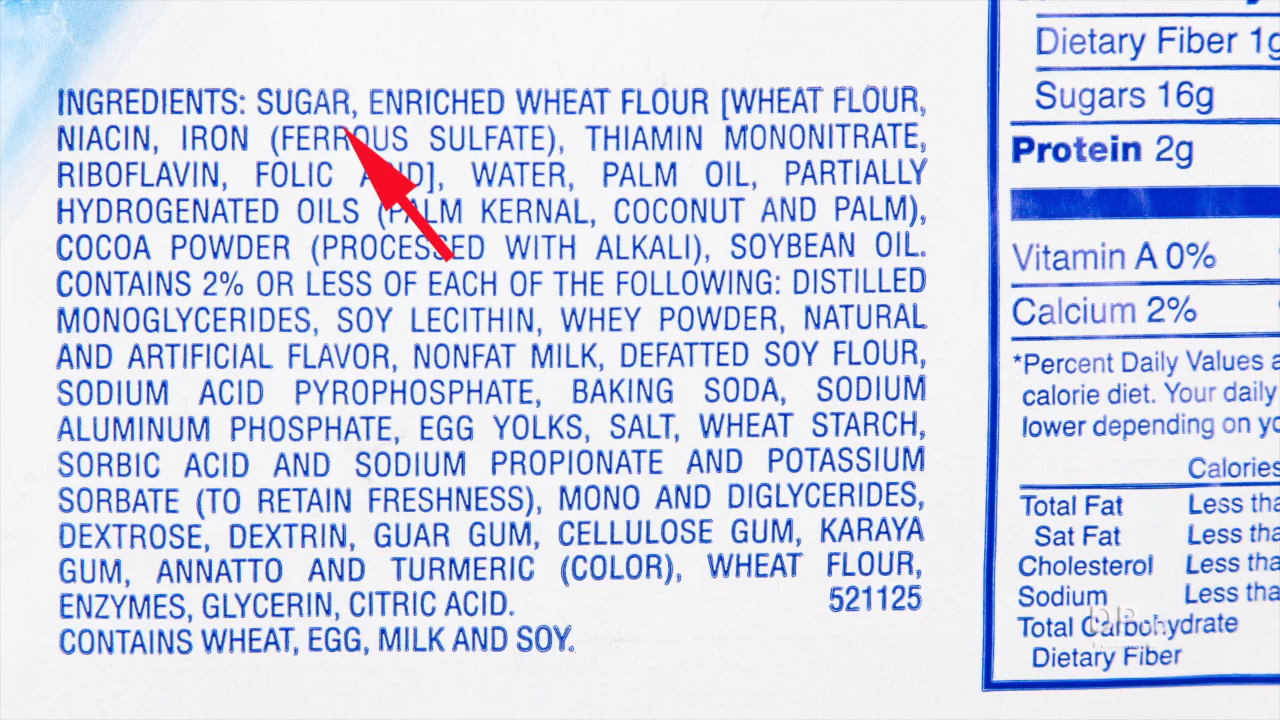 INGREDIENTS: SUGAR, ENRICHED WHEAT FLOUR [WHEAT FLOUR,
NIACIN, IRON (FERROUS SULFATE), THIAMIN MONONITRATE,
RIBOFLAVIN, FOLIC ACID], WATER, PALM OIL, PARTIALLY
HYDROGENATED OILS (PALM KERNAL, COCONUT AND PALM),
COCOA POWDER (PROCESSED WITH ALKALI), SOYBEAN OIL.
CONTAINS 2% OR LESS OF EACH OF THE FOLLOWING: DISTILLED
MONOGLYCERIDES, SOY LECITHIN, WHEY POWDER, NATURAL
AND ARTIFICIAL FLAVOR, NONFAT MILK, DEFATTED SOY FLOUR,
SODIUM ACID PYROPHOSPHATE, BAKING SODA, SODIUM
ALUMINUM PHOSPHATE, EGG YOLKS, SALT, WHEAT STARCH,
SORBIC ACID AND SODIUM PROPIONATE AND POTASSIUM
SORBATE (TO RETAIN FRESHNESS), MONO AND DIGLYCERIDES,
DEXTROSE, DEXTRIN, GUAR GUM, CELLULOSE GUM, KARAYA
GUM, ANNATTO AND TURMERIC (COLOR), WHEAT FLOUR,
ENZYMES, GLYCERIN, CITRIC ACID. 521125
CONTAINS WHEAT, EGG, MILK AND SOY.
Dietary Fiber 1g
Sugars 16g
Protein 2g
Vitamin A 0%
Calcium 2%
*Percent Daily Values
calorie diet. Your daily
lower depending on
Calories
Total Fat Less
Sat Fat Less
Cholesterol Less
Sodium Less
Total Carbohydrate
Dietary Fiber